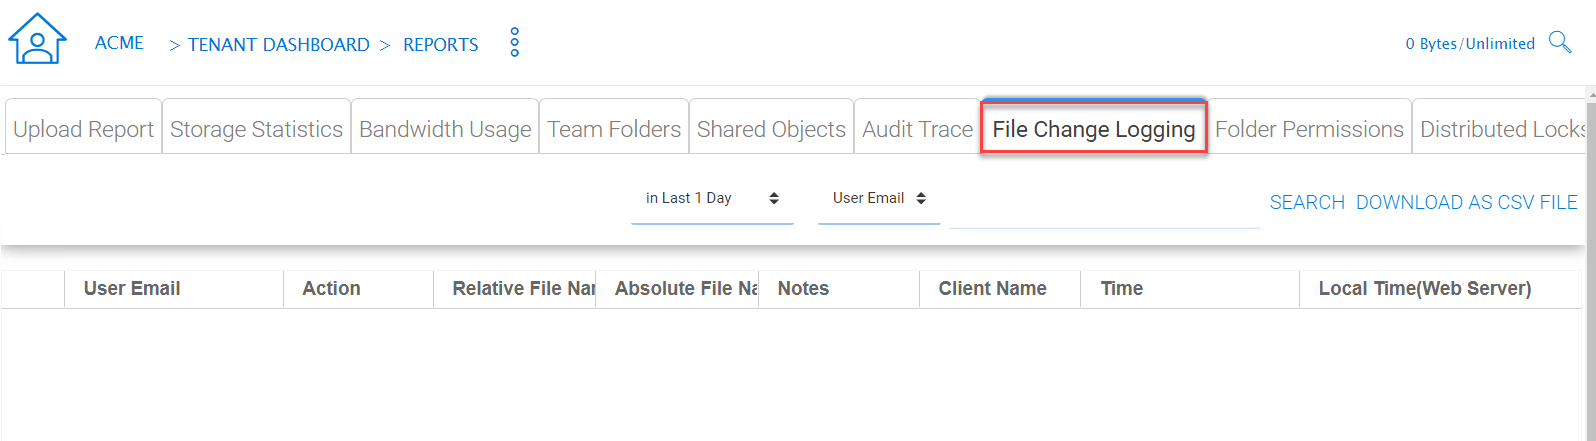 ACME > TENANT DASHBOARD > REPORTS 0 Bytes/Unlimited
Upload Report Storage Statistics Bandwidth Usage Team Folders Shared Objects Audit Trace File Change Logging Folder Permissions Distributed Locks
in Last 1 Day User Email SEARCH DOWNLOAD AS CSV FILE
User Email Action Relative File Nar Absolute File Na Notes Client Name Time Local Time(Web Server)